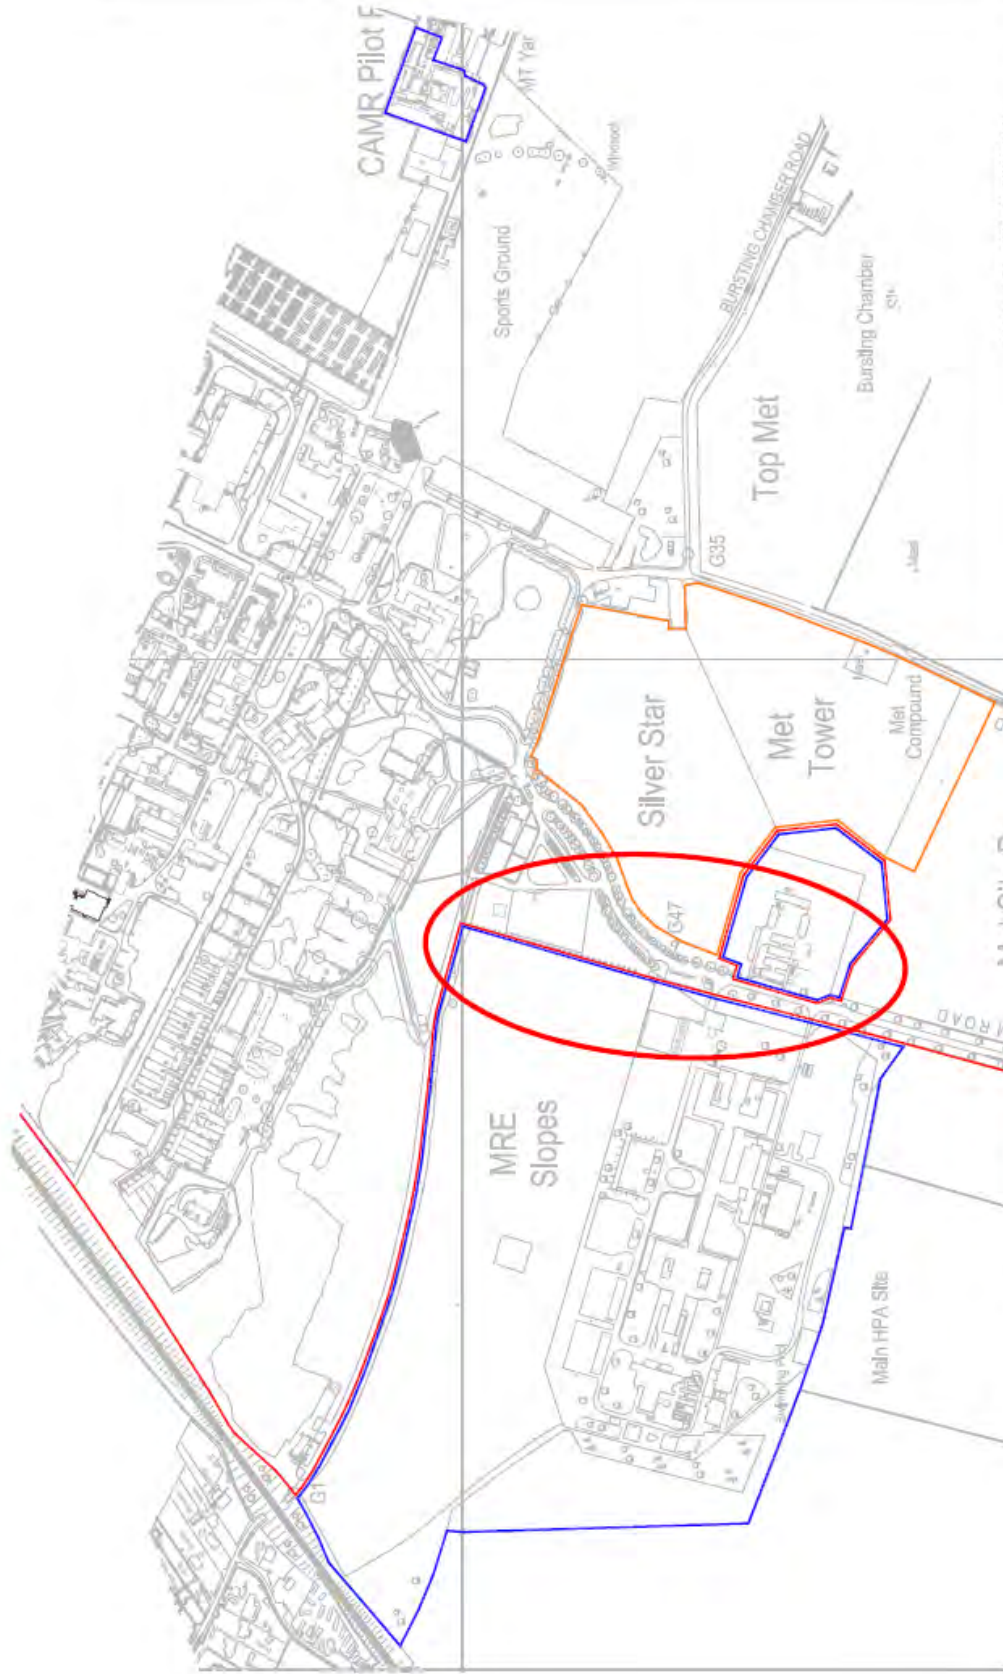 CAMR Pilot F
MT Yar
Sports Ground
BURSTING CHAMBER ROAD
Bursting Chamber
Top Met
G35
Silver Star
Met
Tower
Met
Compound
G47
ROAD
MRE
Slopes
Main HPA Site
G1